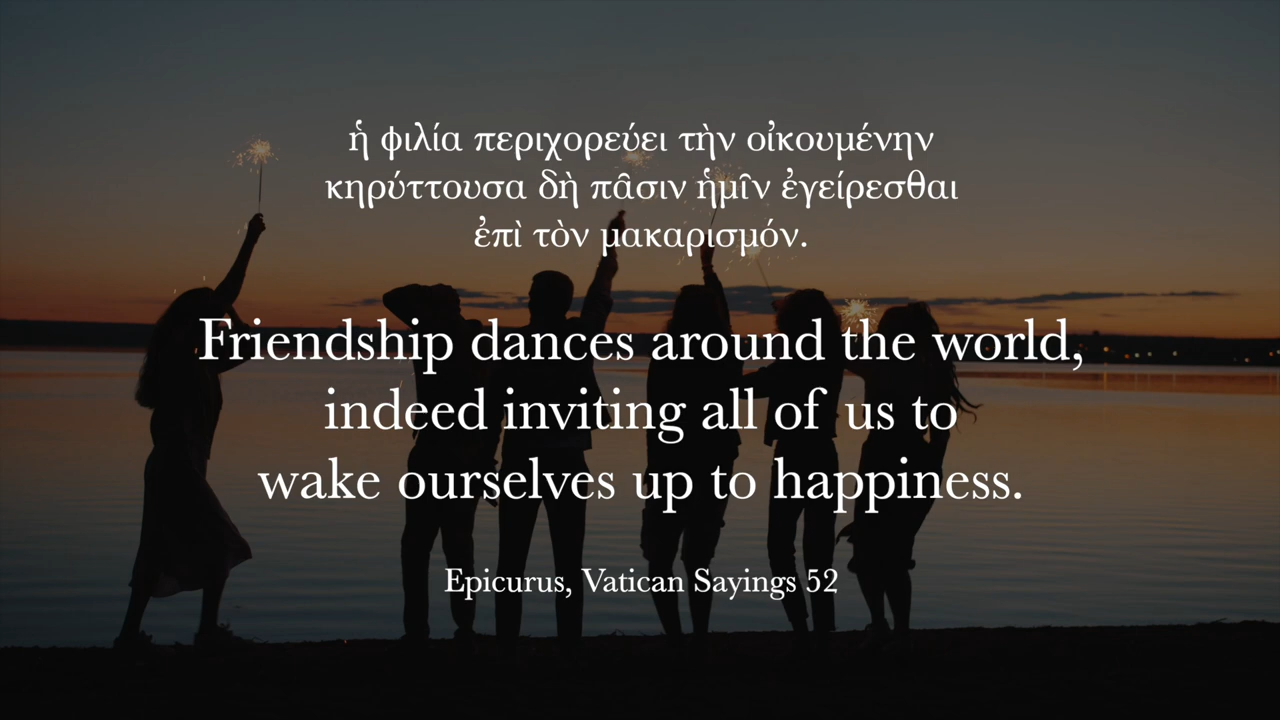 ἡ φιλία περιχορεύει τὴν οἰκουμένην
κηρύττουσα δὴ πᾶσιν ἡμῖν ἐγείρεσθαι
ἐπὶ τὸν μακαρισμόν.
Friendship dances around the world,
indeed inviting all of us to
wake ourselves up to happiness.
Epicurus, Vatican Sayings 52